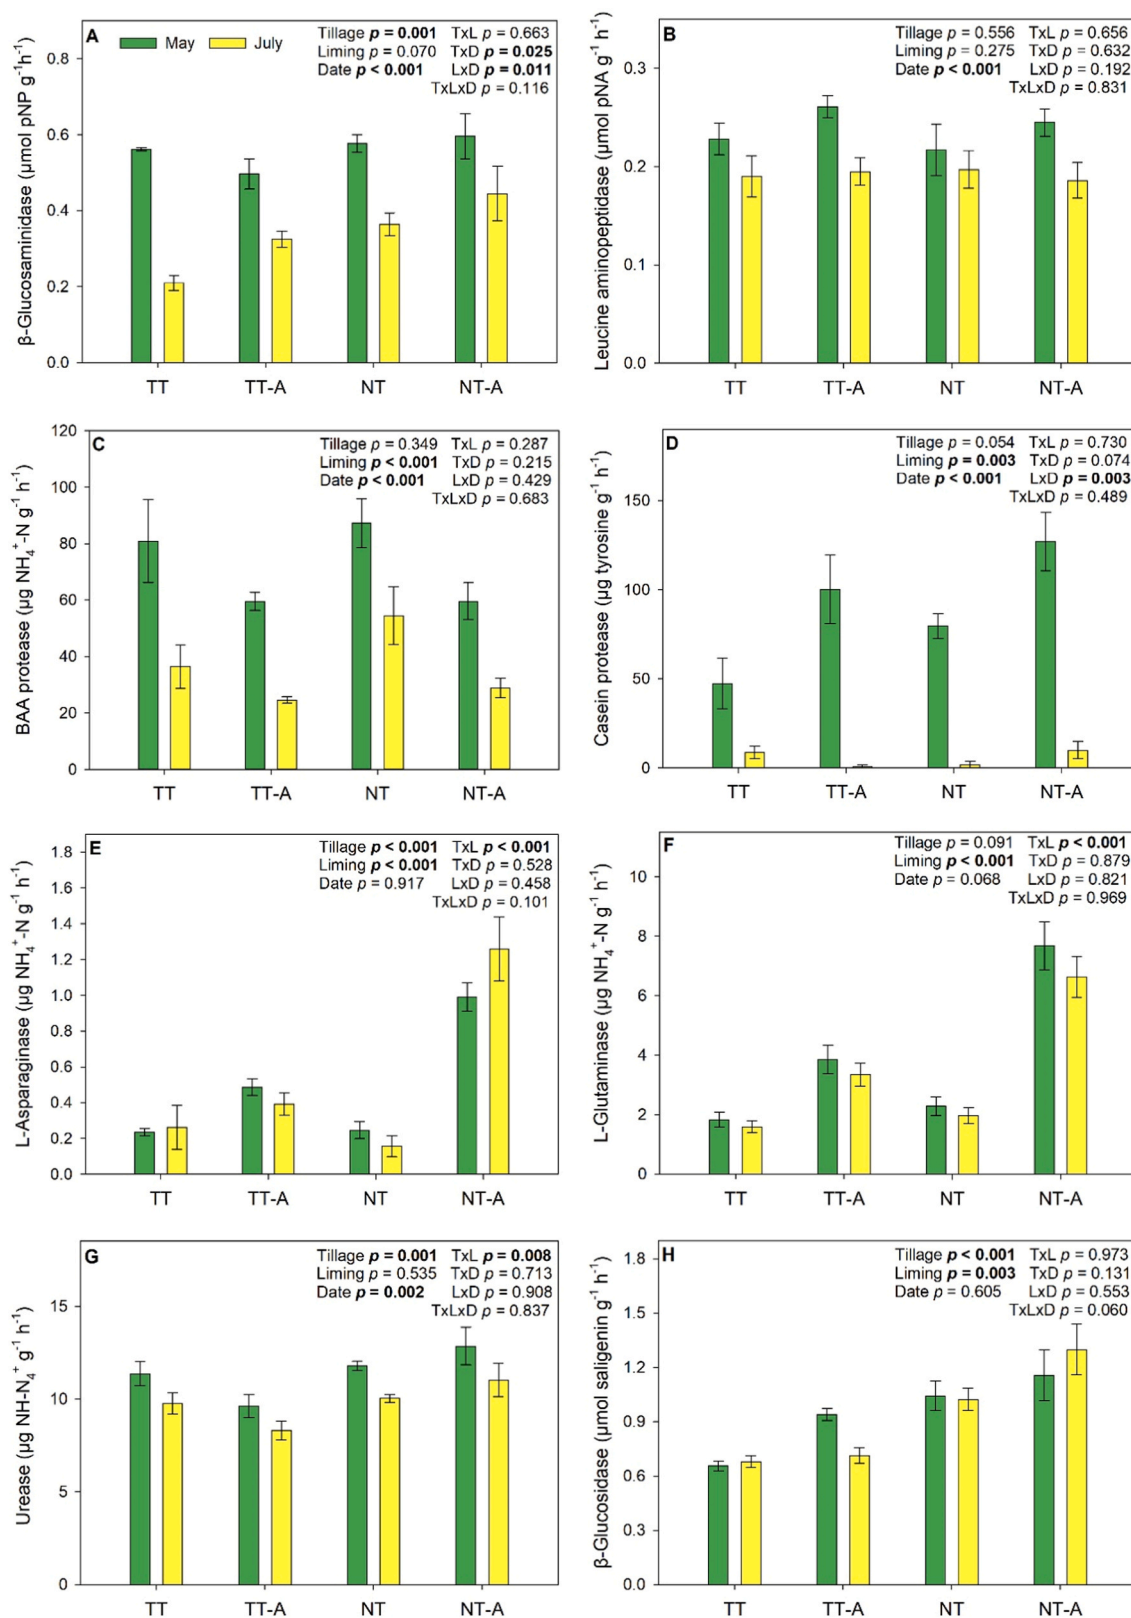 A
May
July
Tillage p = 0.001 TxL p = 0.663
Liming p = 0.070 TxD p = 0.025
Date p < 0.001 LxD p = 0.011
TxLxD p = 0.116
β-Glucosaminidase (µmol pNP g⁻¹h⁻¹)
0.8
0.6
0.4
0.2
0.0
TT TT-A NT NT-A
B
Tillage p = 0.556 TxL p = 0.656
Liming p = 0.275 TxD p = 0.632
Date p < 0.001 LxD p = 0.192
TxLxD p = 0.831
Leucine aminopeptidase (µmol pNA g⁻¹ h⁻¹)
0.3
0.2
0.1
0.0
TT TT-A NT NT-A
C
Tillage p = 0.349 TxL p = 0.287
Liming p < 0.001 TxD p = 0.215
Date p < 0.001 LxD p = 0.429
TxLxD p = 0.683
BAA protease (µg NH₄⁺-N g⁻¹ h⁻¹)
120
100
80
60
40
20
0
TT TT-A NT NT-A
D
Tillage p = 0.054 TxL p = 0.730
Liming p = 0.003 TxD p = 0.074
Date p < 0.001 LxD p = 0.003
TxLxD p = 0.489
Casein protease (µg tyrosine g⁻¹ h⁻¹)
150
100
50
0
TT TT-A NT NT-A
E
Tillage p < 0.001 TxL p < 0.001
Liming p < 0.001 TxD p = 0.528
Date p = 0.917 LxD p = 0.458
TxLxD p = 0.101
L-Asparaginase (µg NH₄⁺-N g⁻¹ h⁻¹)
1.8
1.6
1.4
1.2
1.0
0.8
0.6
0.4
0.2
0.0
TT TT-A NT NT-A
F
Tillage p = 0.091 TxL p < 0.001
Liming p < 0.001 TxD p = 0.879
Date p = 0.068 LxD p = 0.821
TxLxD p = 0.969
L-Glutaminase (µg NH₄⁺-N g⁻¹ h⁻¹)
10
8
6
4
2
0
TT TT-A NT NT-A
G
Tillage p = 0.001 TxL p = 0.008
Liming p = 0.535 TxD p = 0.713
Date p = 0.002 LxD p = 0.908
TxLxD p = 0.837
Urease (µg NH-N₄⁺ g⁻¹ h⁻¹)
15
10
5
0
TT TT-A NT NT-A
H
Tillage p < 0.001 TxL p = 0.973
Liming p = 0.003 TxD p = 0.131
Date p = 0.605 LxD p = 0.553
TxLxD p = 0.060
β-Glucosidase (µmol saligenin g⁻¹ h⁻¹)
1.8
1.5
1.2
0.9
0.6
0.3
0.0
TT TT-A NT NT-A